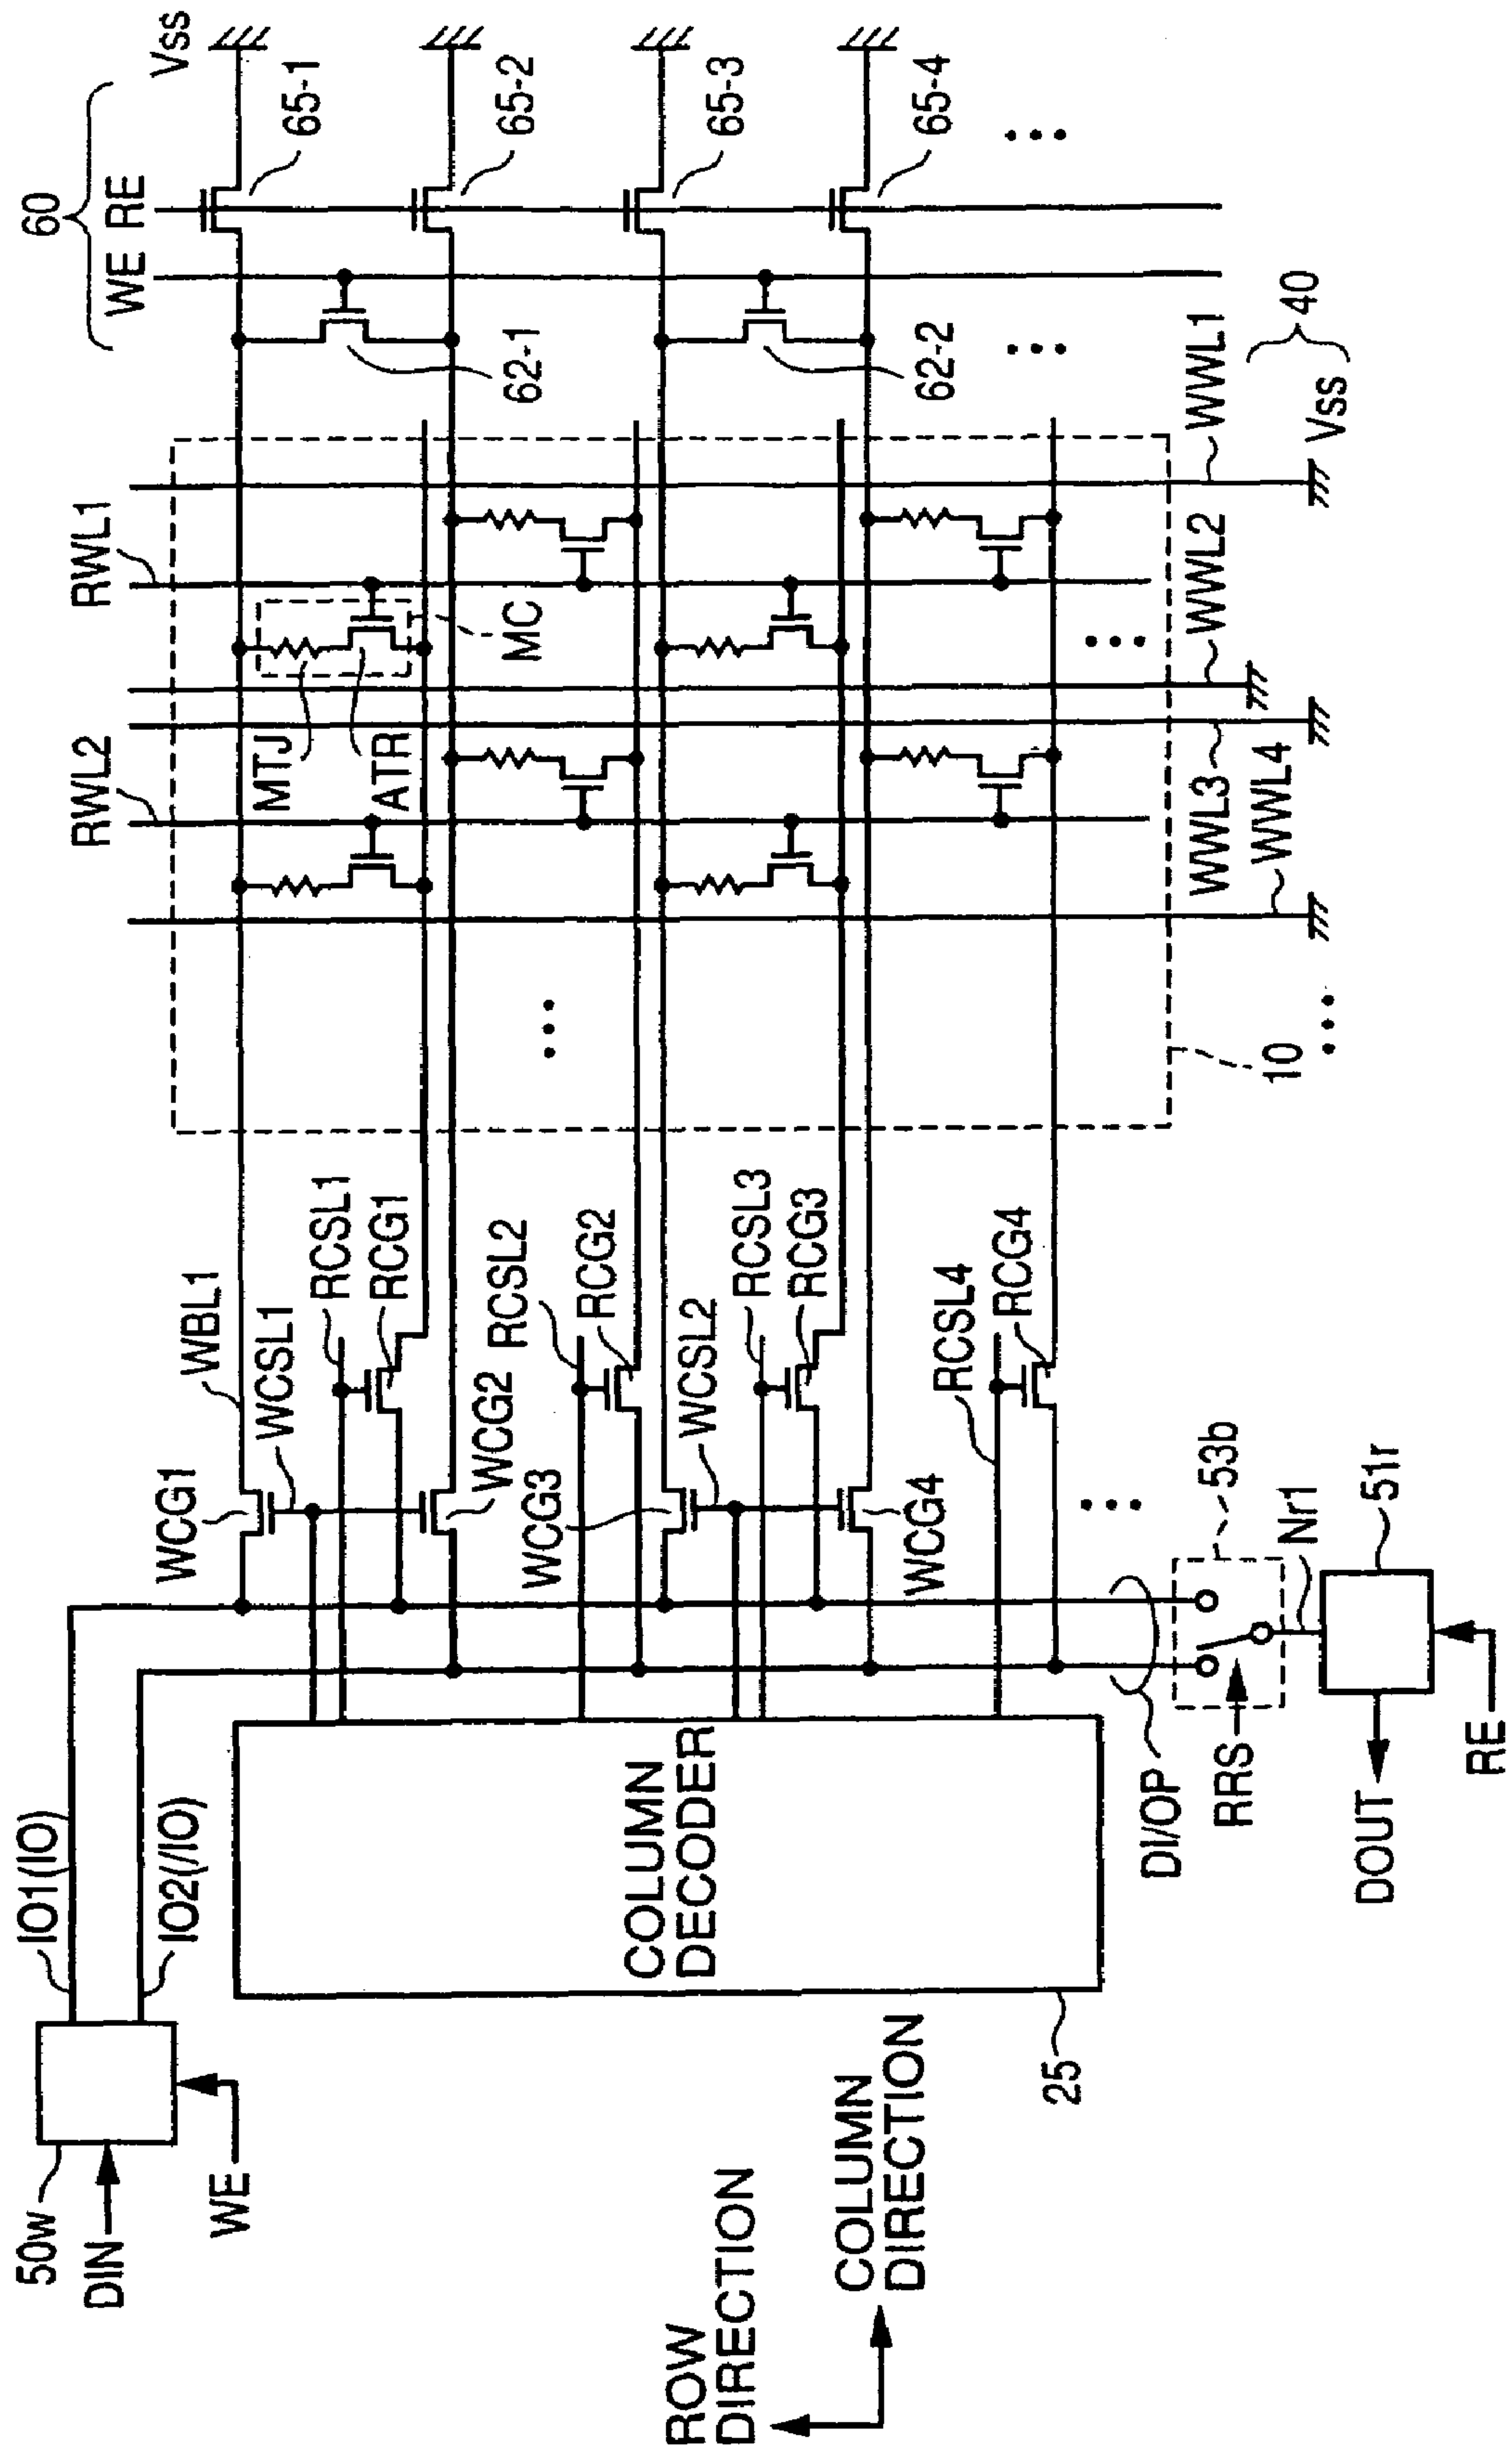 60
WE
RE
Vss
65-1
65-2
65-3
65-4
62-1
62-2
40
Vss
WWL1
WWL2
WWL3
WWL4
RWL1
RWL2
MTJ
ATR
MC
10
WBL1
WCSL1
RCSL1
RCG1
WCG1
WCG2
RCSL2
RCG2
WCG3
WCSL2
RCSL3
RCG3
WCG4
RCSL4
RCG4
53b
Nr1
51r
RE
DOUT
RRS
DI/OP
IO1(IO)
IO2(/IO)
COLUMN
DECODER
25
50w
DIN
WE
ROW
DIRECTION
COLUMN
DIRECTION